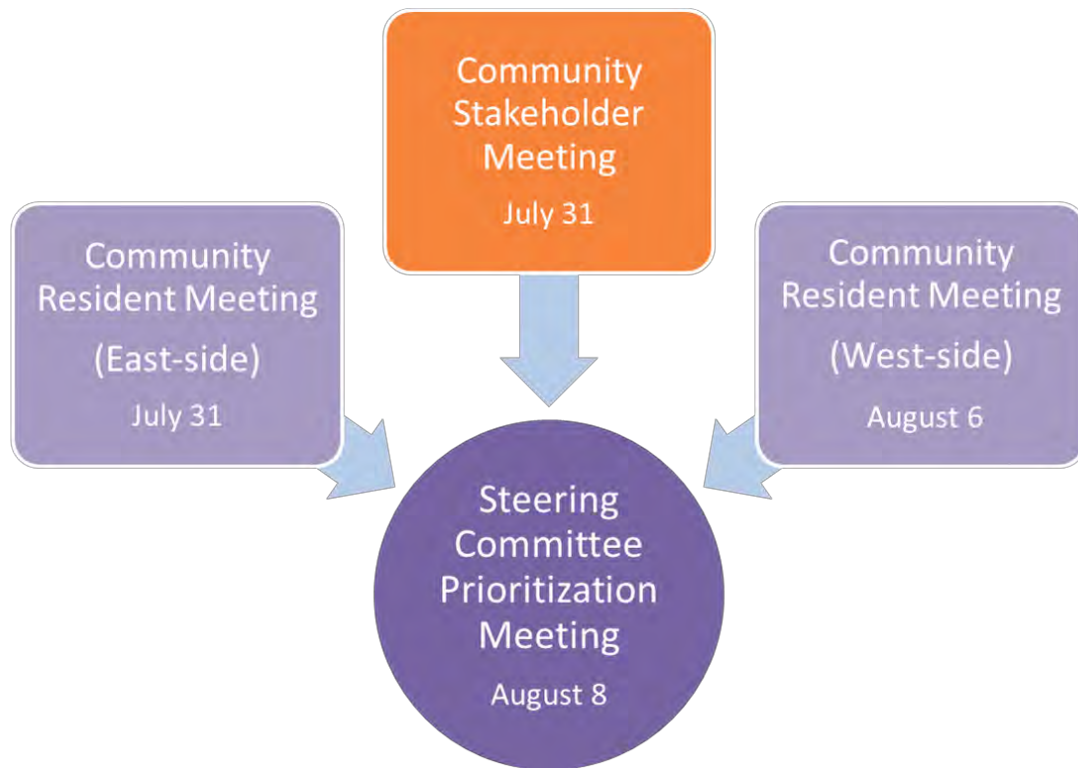 Community
Stakeholder
Meeting
July 31
Community
Resident Meeting
(East-side)
July 31
Community
Resident Meeting
(West-side)
August 6
Steering
Committee
Prioritization
Meeting
August 8